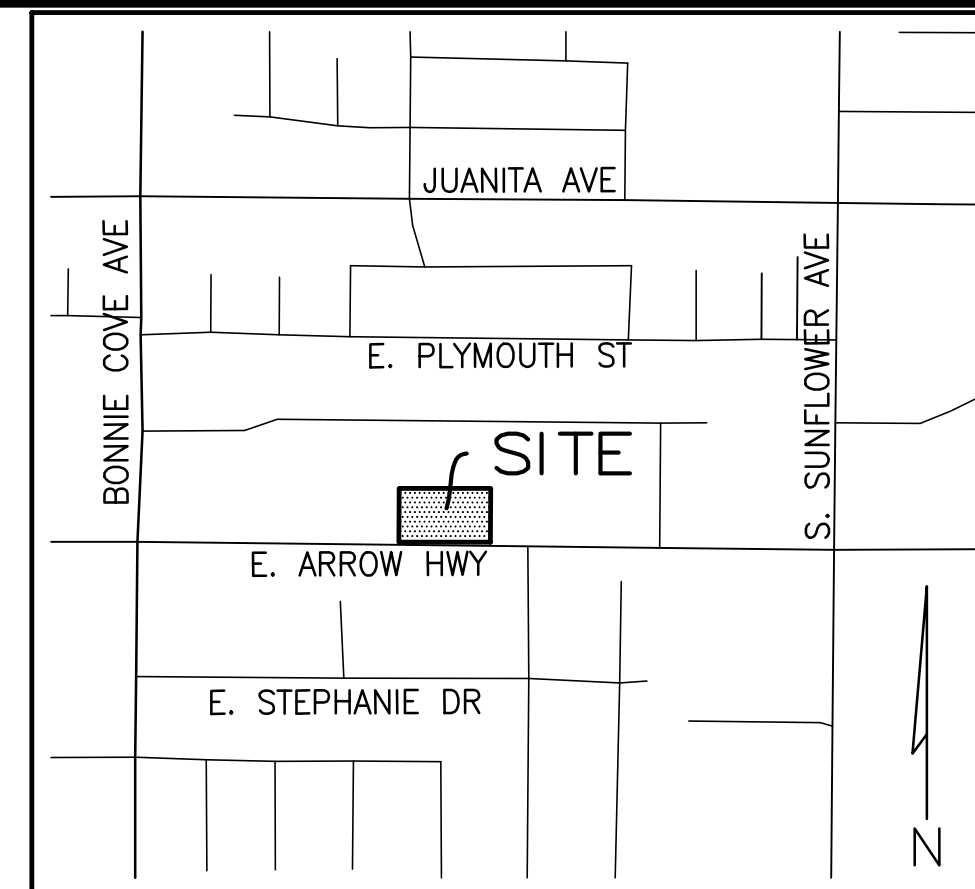 JUANITA AVE
BONNIE COVE AVE
S. SUNFLOWER AVE
E. PLYMOUTH ST
SITE
E. ARROW HWY
E. STEPHANIE DR
N